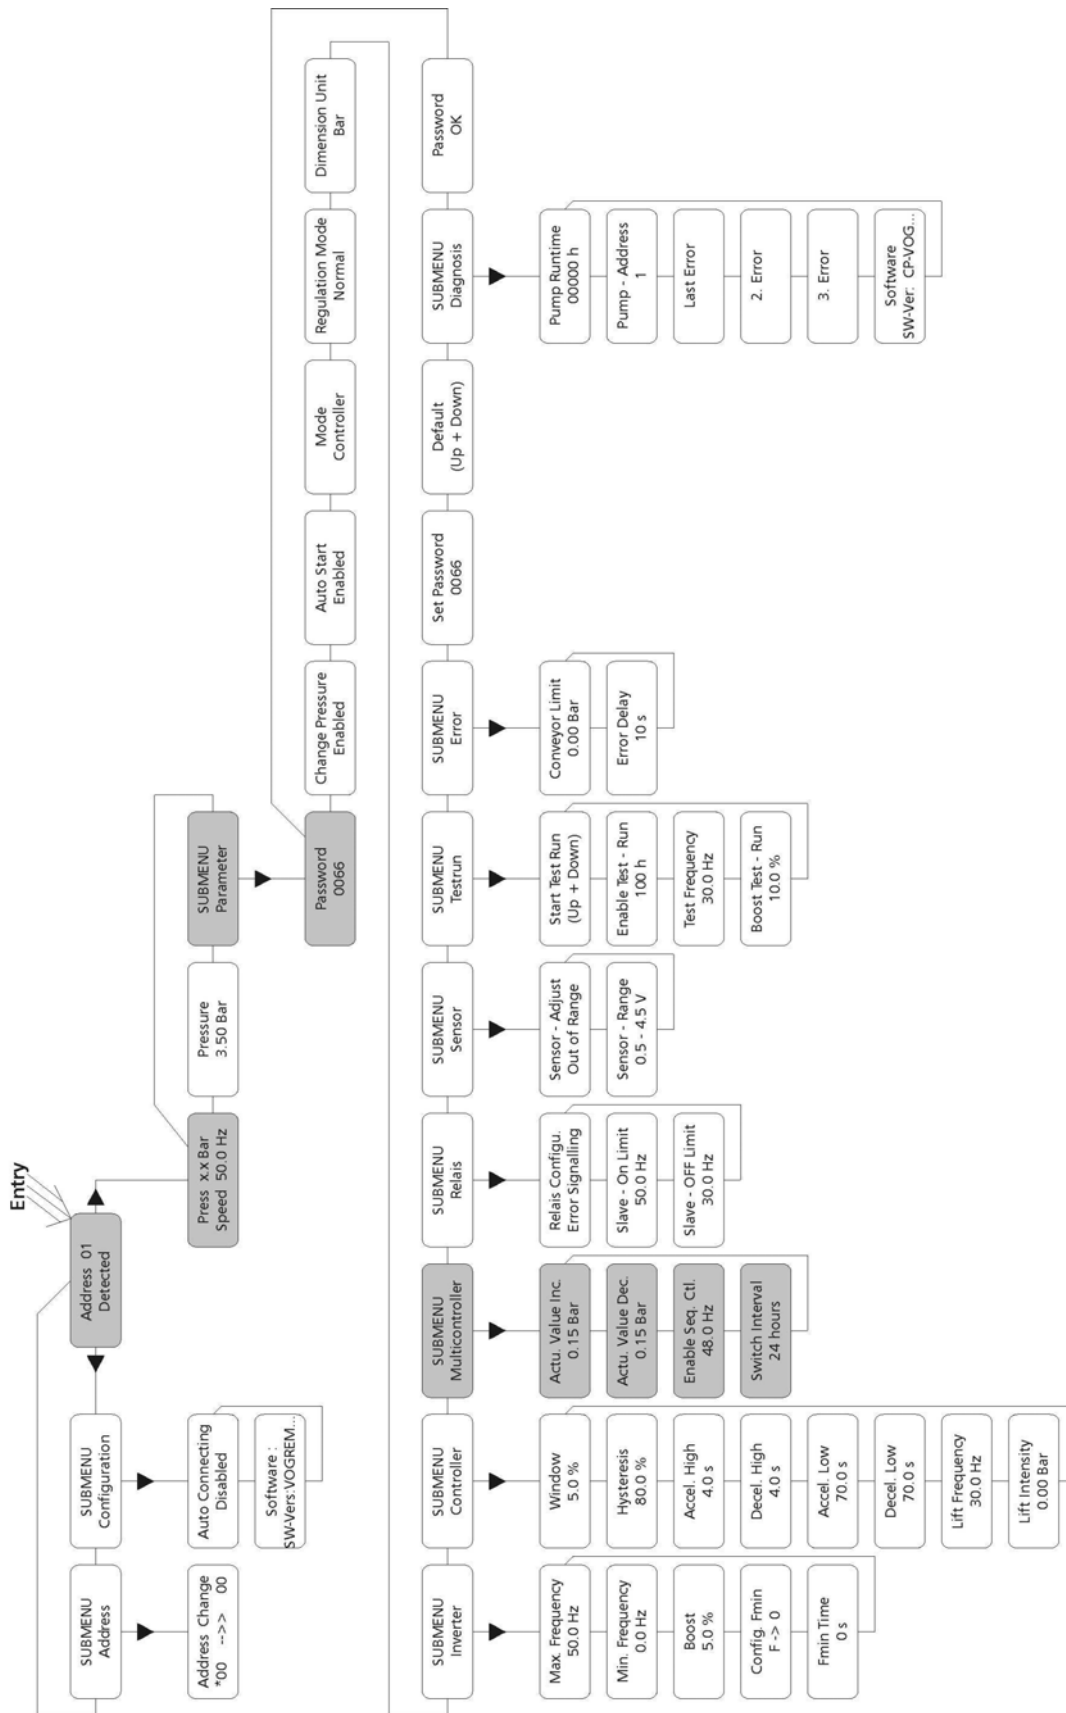 Entry
SUBMENU
Address
SUBMENU
Configuration
Address 01
Detected
Address Change
*00 -->> 00
Auto Connecting
Disabled
Software :
SW-Vers:VOGREM...
Press x.x Bar
Speed 50.0 Hz
Pressure
3.50 Bar
SUBMENU
Parameter
Password
0066
Change Pressure
Enabled
Auto Start
Enabled
Mode
Controller
Regulation Mode
Normal
Dimension Unit
Bar
SUBMENU
Inverter
SUBMENU
Controller
SUBMENU
Multicontroller
SUBMENU
Relais
SUBMENU
Sensor
SUBMENU
Testrun
SUBMENU
Error
Set Password
0066
Default
(Up + Down)
SUBMENU
Diagnosis
Password
OK
Max. Frequency
50.0 Hz
Min. Frequency
0.0 Hz
Boost
5.0 %
Config. Fmin
F -> 0
Fmin Time
0 s
Window
5.0 %
Hysteresis
80.0 %
Accel. High
4.0 s
Decel. High
4.0 s
Accel. Low
70.0 s
Decel. Low
70.0 s
Lift Frequency
30.0 Hz
Lift Intensity
0.00 Bar
Actu. Value Inc.
0.15 Bar
Actu. Value Dec.
0.15 Bar
Enable Seq. Ctl.
48.0 Hz
Switch Interval
24 hours
Relais Configu.
Error Signalling
Slave - On Limit
50.0 Hz
Slave - OFF Limit
30.0 Hz
Sensor - Adjust
Out of Range
Sensor - Range
0.5 - 4.5 V
Start Test Run
(Up + Down)
Enable Test - Run
100 h
Test Frequency
30.0 Hz
Boost Test - Run
10.0 %
Conveyor Limit
0.00 Bar
Error Delay
10 s
Pump Runtime
00000 h
Pump - Address
1
Last Error
2. Error
3. Error
Software
SW-Ver: CP-VOG...